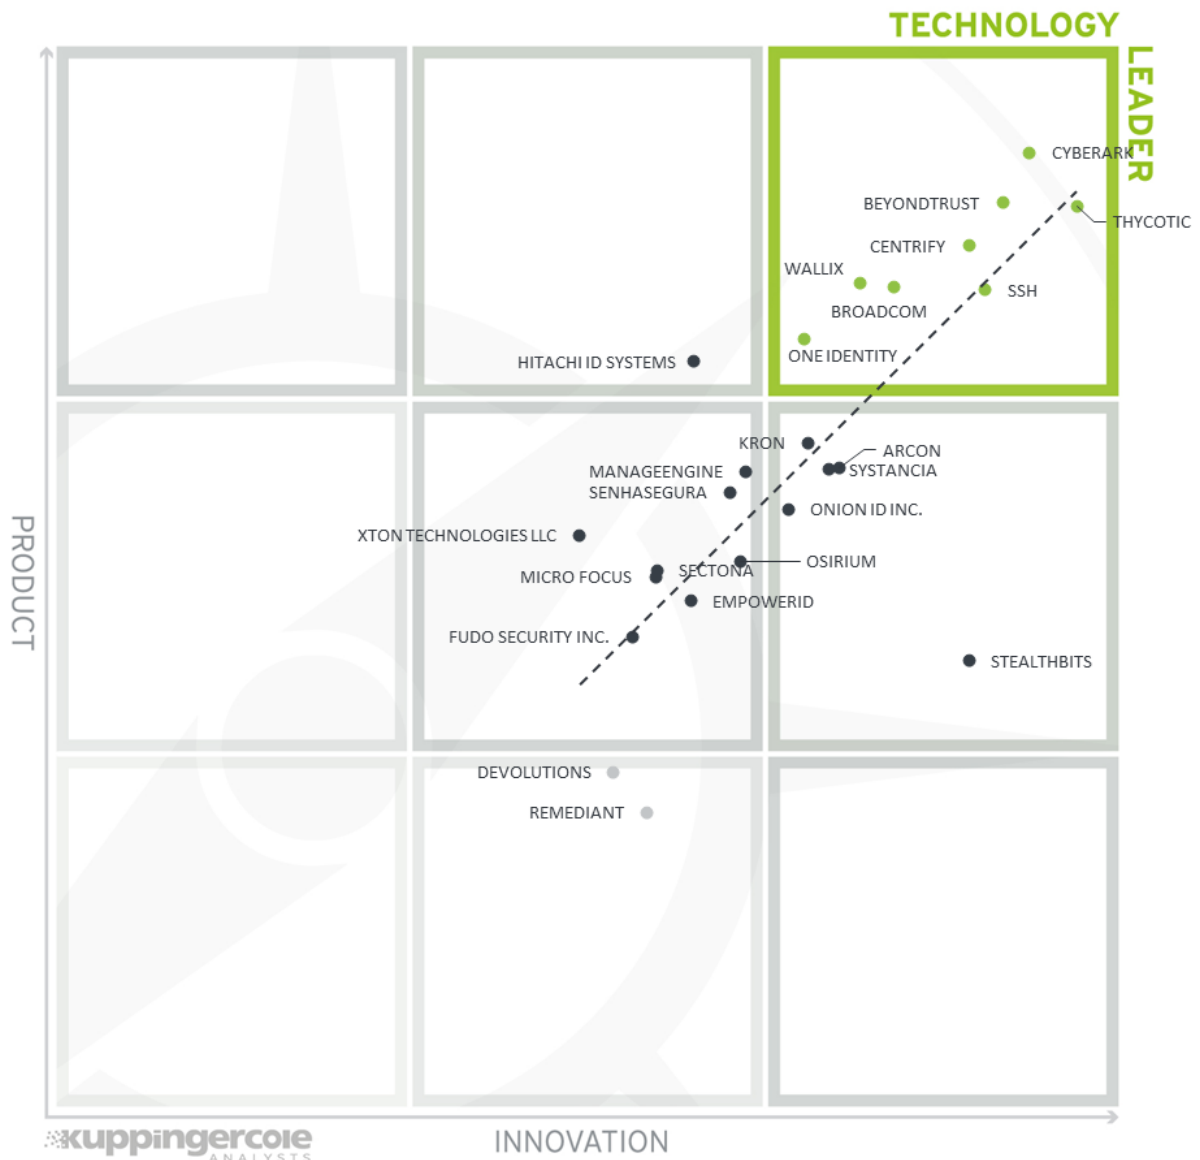 TECHNOLOGY
LEADER
CYBERARK
BEYONDTRUST
THYCOTIC
CENTRIFY
WALLIX
SSH
BROADCOM
ONE IDENTITY
HITACHI ID SYSTEMS
KRON
ARCON
MANAGEENGINE
SYSTANCIA
SENHASEGURA
ONION ID INC.
XTON TECHNOLOGIES LLC
OSIRIUM
SECTONA
MICRO FOCUS
EMPOWERID
FUDO SECURITY INC.
STEALTHBITS
DEVOLUTIONS
REMEDIANT
PRODUCT
INNOVATION
kuppingercole
ANALYSTS